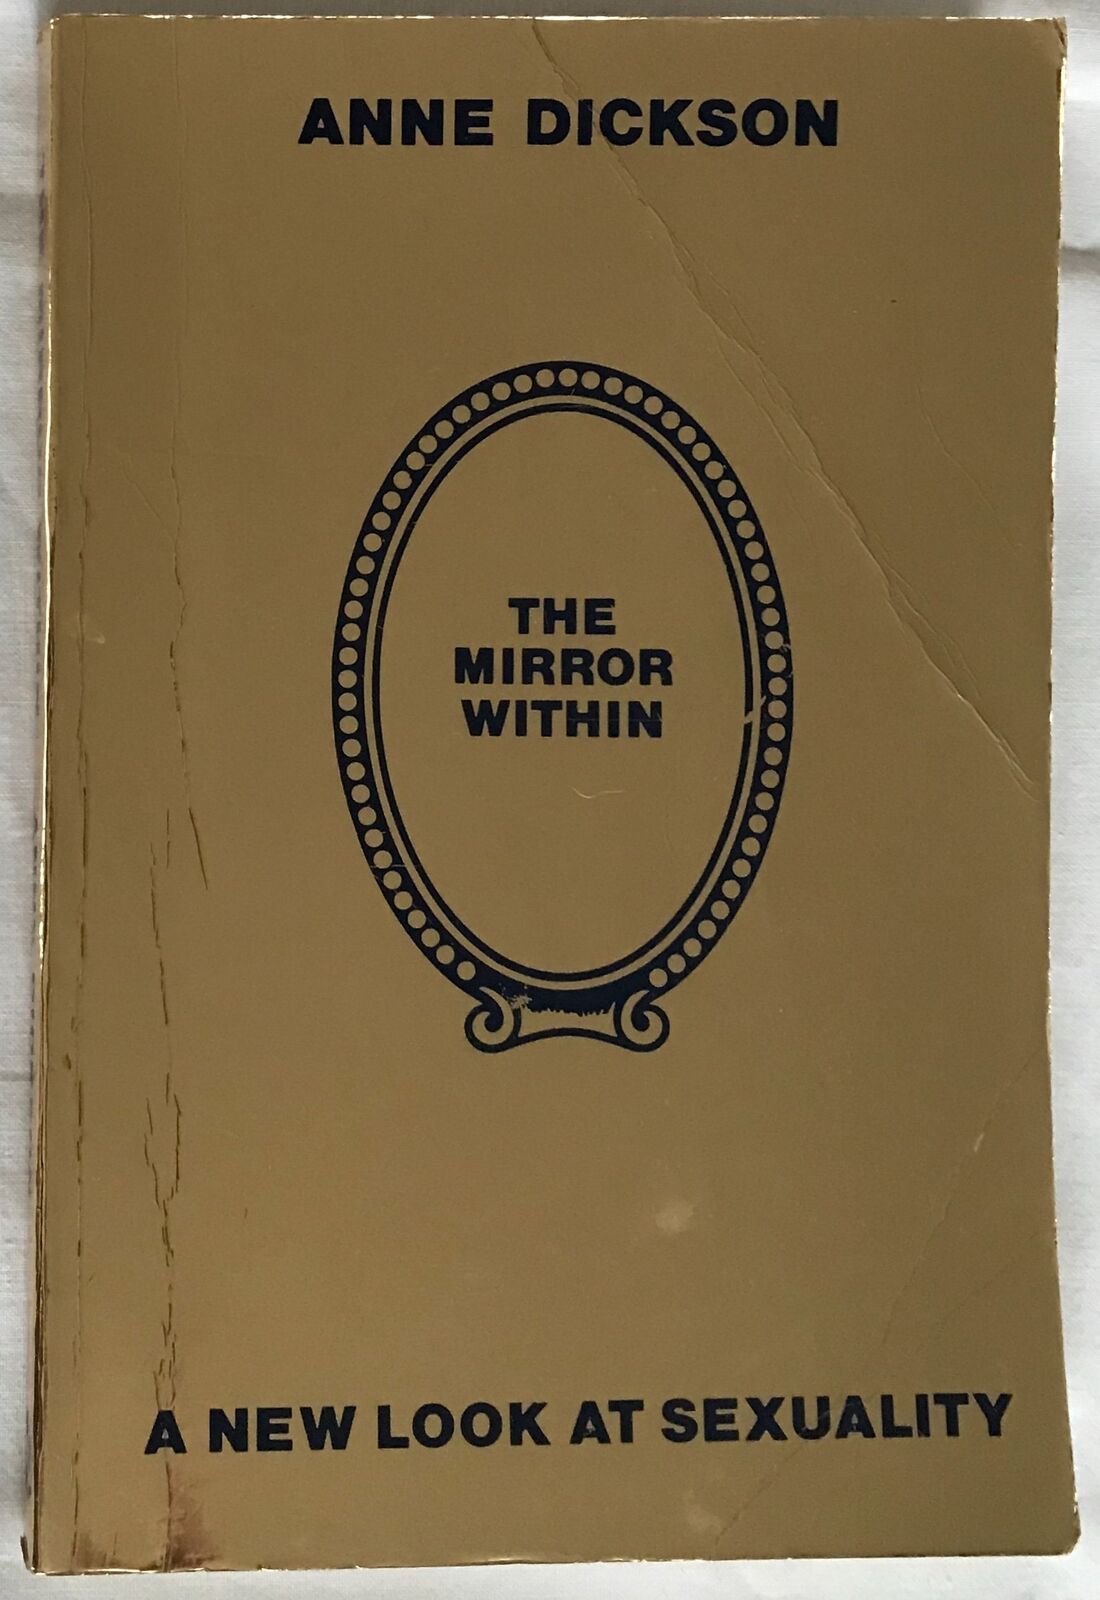 ANNE DICKSON
THE
MIRROR
WITHIN
A NEW LOOK AT SEXUALITY